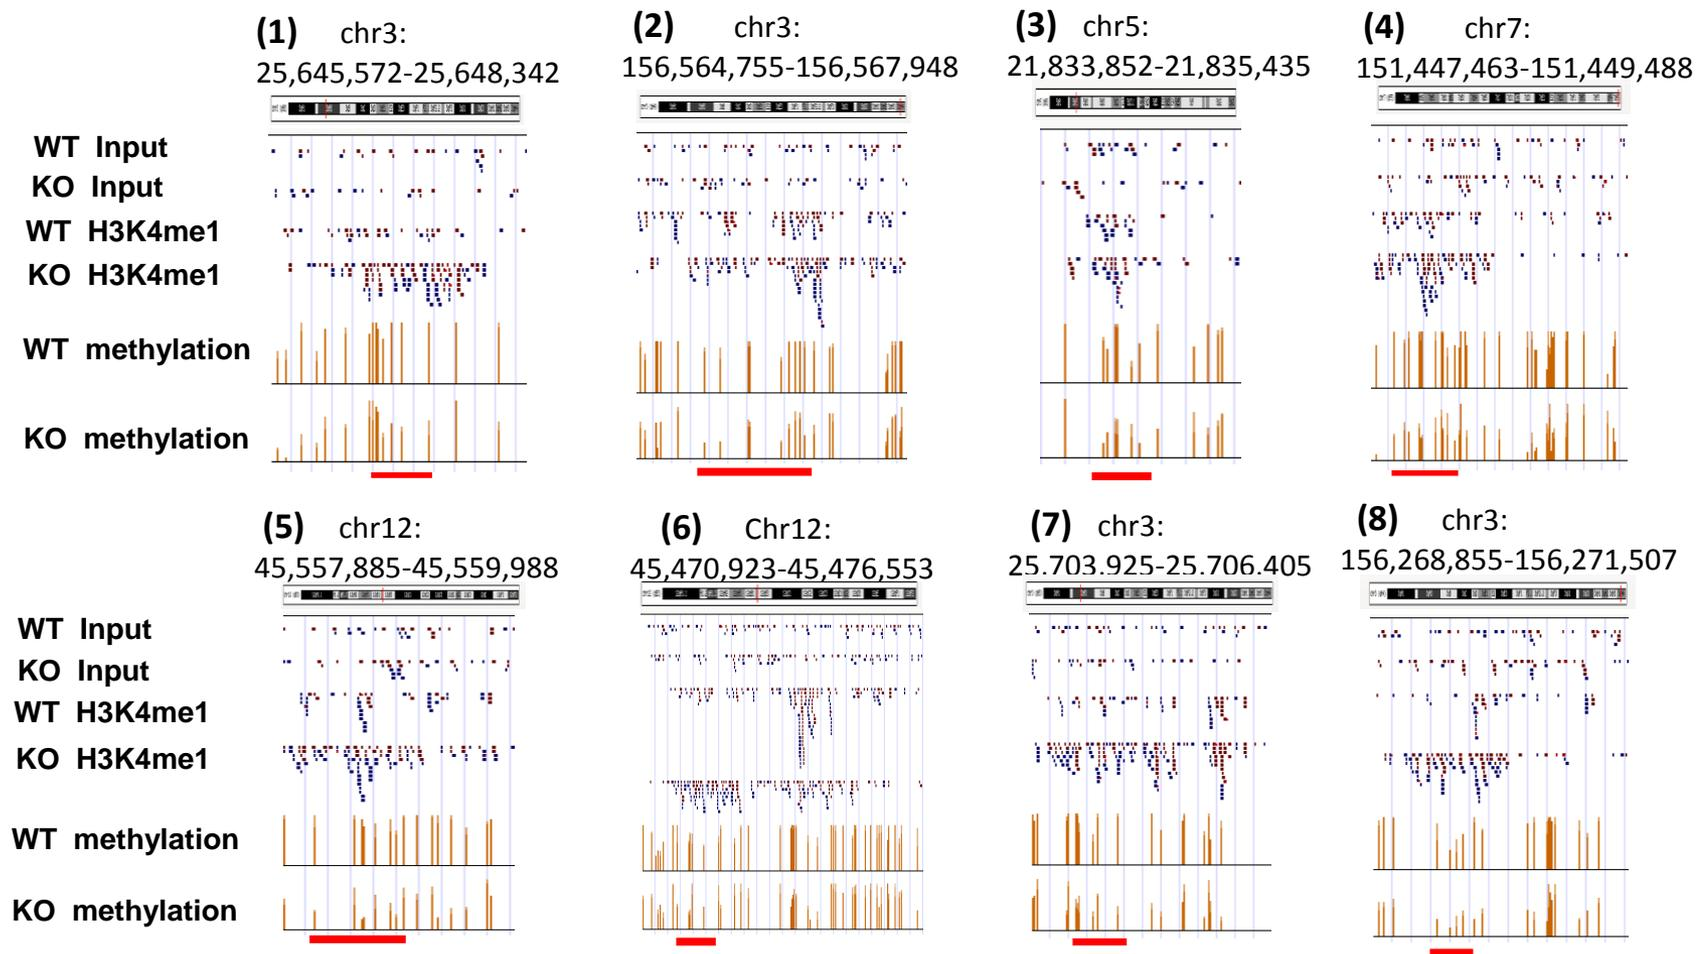 (1) chr3:
25,645,572-25,648,342
(2) chr3:
156,564,755-156,567,948
(3) chr5:
21,833,852-21,835,435
(4) chr7:
151,447,463-151,449,488
WT Input
KO Input
WT H3K4me1
KO H3K4me1
WT methylation
KO methylation
(5) chr12:
45,557,885-45,559,988
(6) Chr12:
45,470,923-45,476,553
(7) chr3:
25.703.925-25.706.405
(8) chr3:
156,268,855-156,271,507
WT Input
KO Input
WT H3K4me1
KO H3K4me1
WT methylation
KO methylation